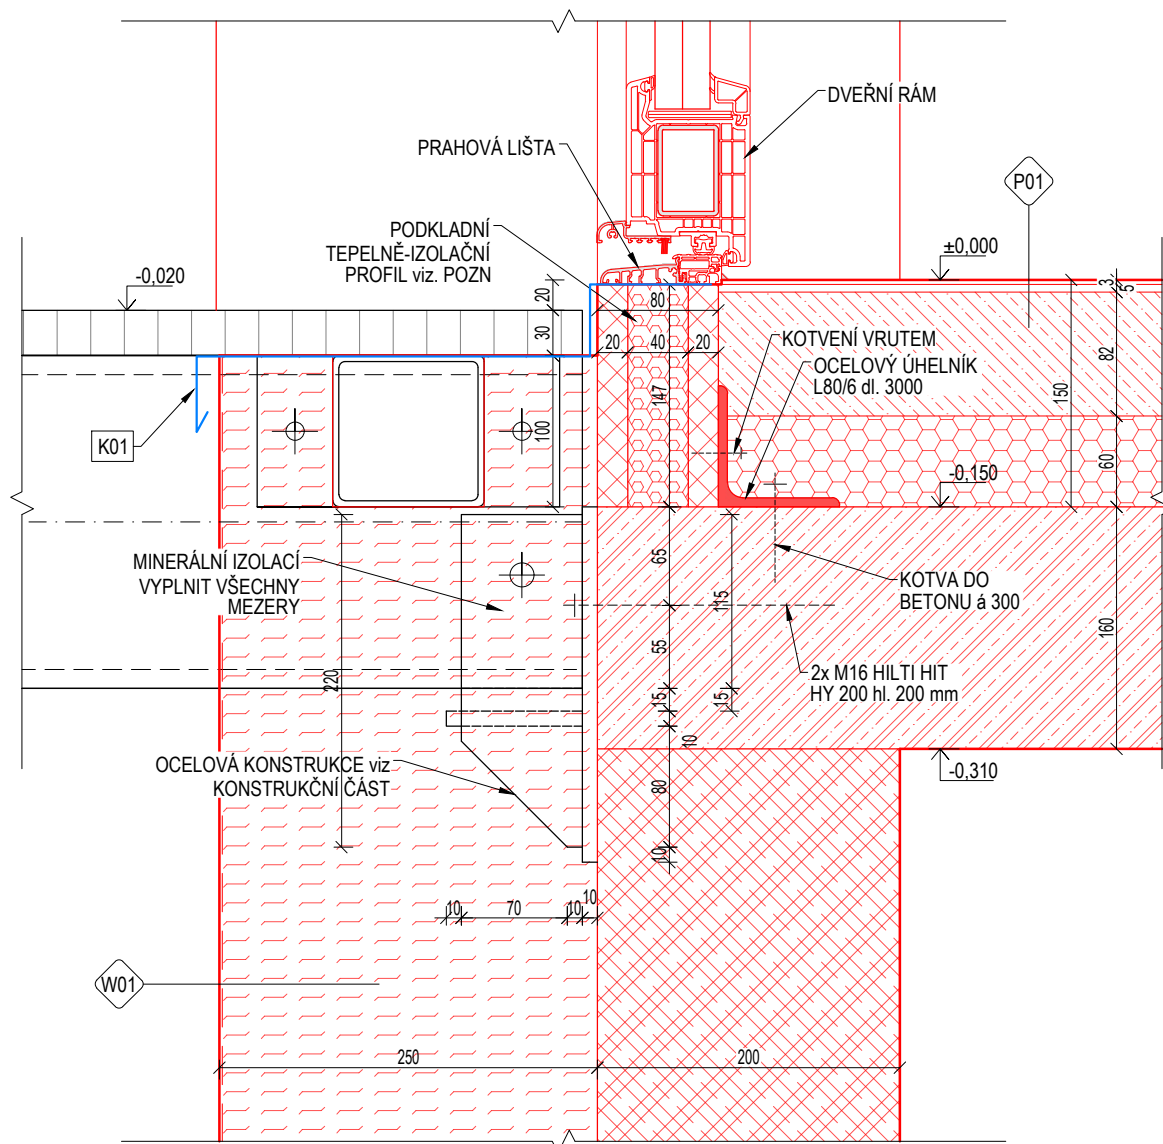 DVEŘNÍ RÁM
PRAHOVÁ LIŠTA
P01
PODKLADNÍ
TEPELNĚ-IZOLAČNÍ
PROFIL viz. POZN
±0,000
-0,020
20
30
80
20
40
20
147
100
3
5
82
150
60
KOTVENÍ VRUTEM
OCELOVÝ ÚHELNÍK
L80/6 dl. 3000
K01
-0,150
MINERÁLNÍ IZOLACÍ
VYPLNIT VŠECHNY
MEZERY
KOTVA DO
BETONU á 300
65
115
55
160
220
15
15
2x M16 HILTI HIT
HY 200 hl. 200 mm
10
80
10
OCELOVÁ KONSTRUKCE viz
KONSTRUKČNÍ ČÁST
-0,310
10
70
10
10
W01
250
200